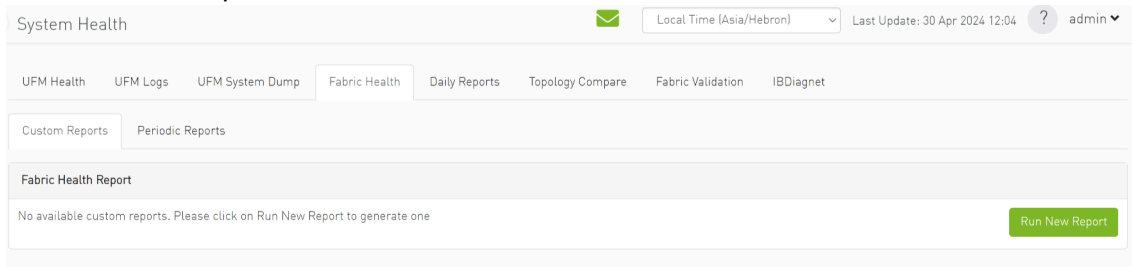 System Health Local Time (Asia/Hebron) Last Update: 30 Apr 2024 12:04 ? admin
UFM Health UFM Logs UFM System Dump Fabric Health Daily Reports Topology Compare Fabric Validation IBDiagnet
Custom Reports Periodic Reports
Fabric Health Report
No available custom reports. Please click on Run New Report to generate one
Run New Report